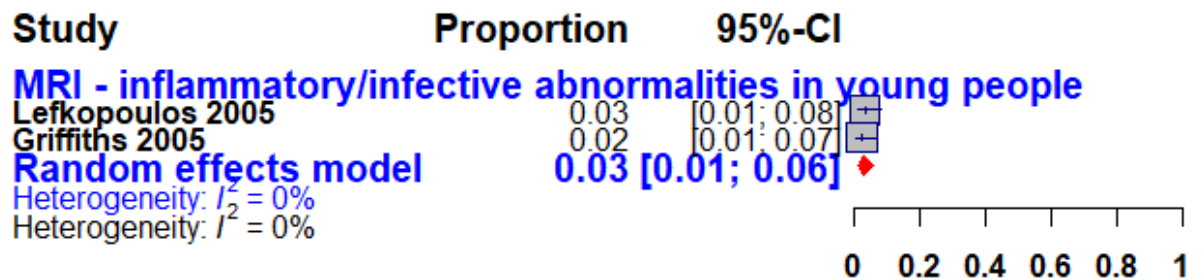 Study Proportion 95%-CI
MRI - inflammatory/infective abnormalities in young people
Lefkopoulos 2005 0.03 [0.01; 0.08]
Griffiths 2005 0.02 [0.01; 0.07]
Random effects model 0.03 [0.01; 0.06]
Heterogeneity: I² = 0%
Heterogeneity: I² = 0%
0 0.2 0.4 0.6 0.8 1